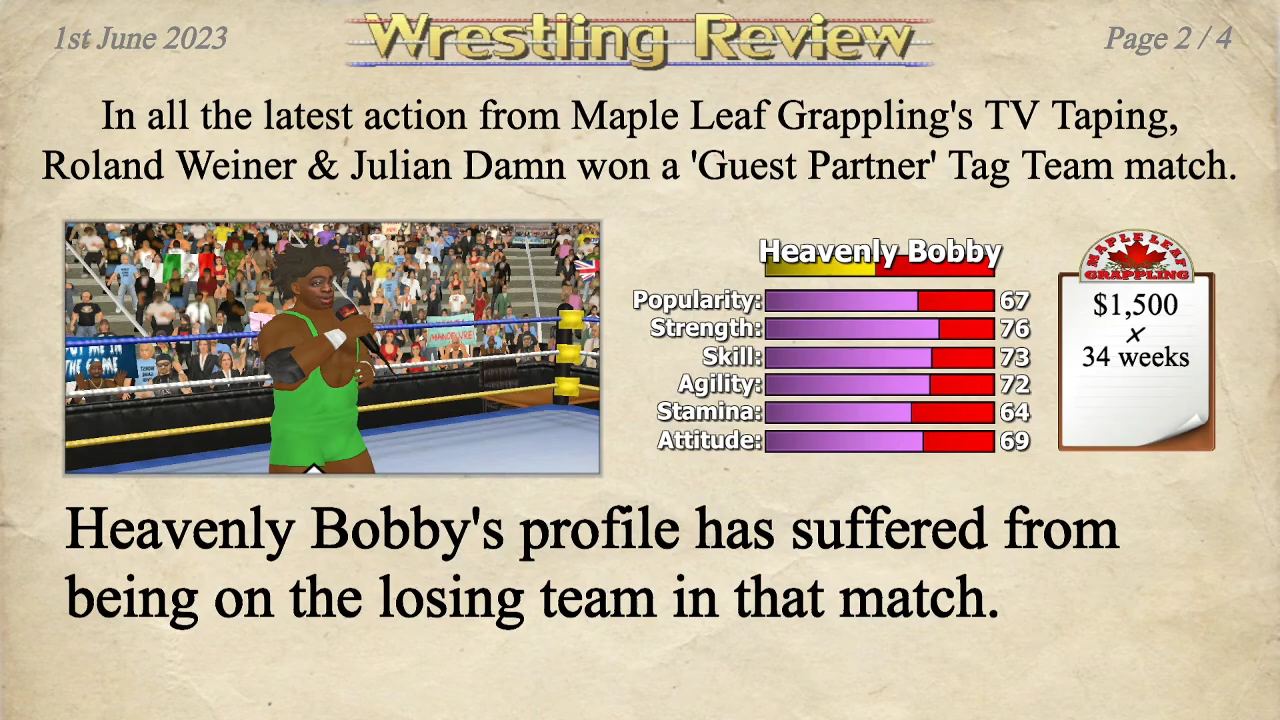 1st June 2023
Wrestling Review
Page 2 / 4
In all the latest action from Maple Leaf Grappling's TV Taping,
Roland Weiner & Julian Damn won a 'Guest Partner' Tag Team match.
Heavenly Bobby
Popularity: 67
Strength: 76
Skill: 73
Agility: 72
Stamina: 64
Attitude: 69
MAPLE LEAF
GRAPPLING
$1,500
x
34 weeks
Heavenly Bobby's profile has suffered from
being on the losing team in that match.